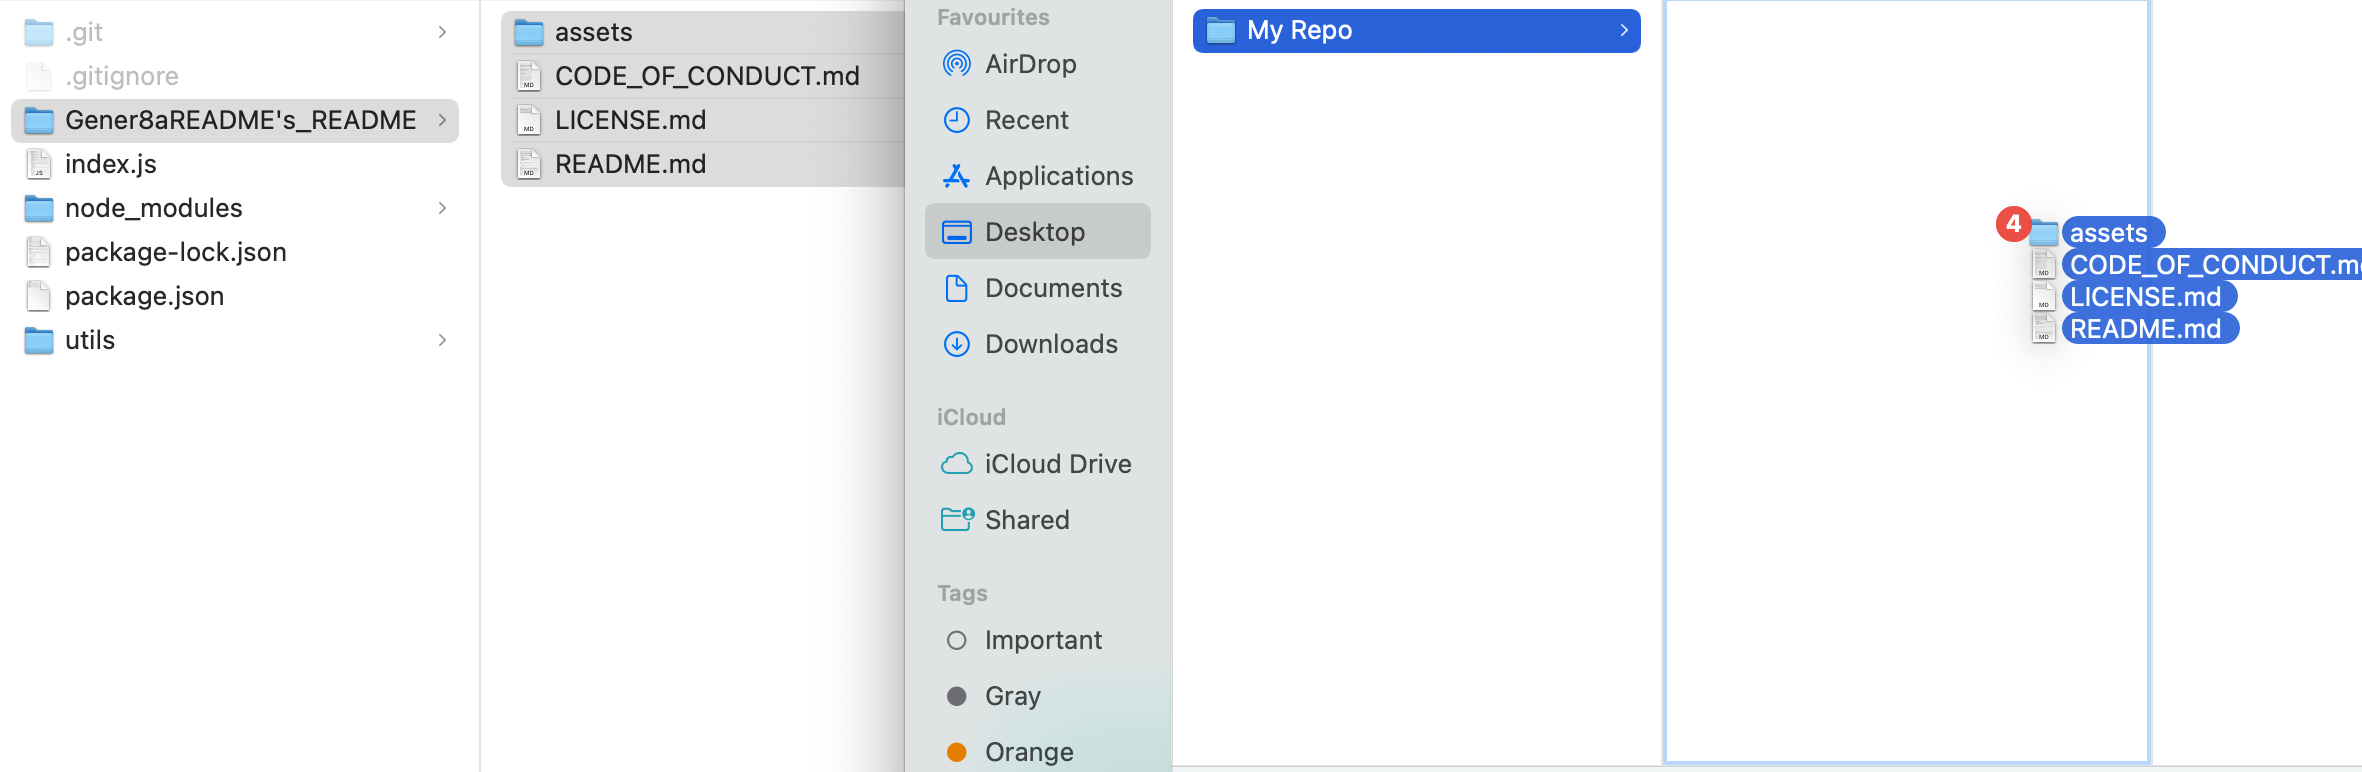 .git
.gitignore
Gener8aREADME's_README
index.js
node_modules
package-lock.json
package.json
utils
assets
CODE_OF_CONDUCT.md
LICENSE.md
README.md
Favourites
AirDrop
Recent
Applications
Desktop
Documents
Downloads
iCloud
iCloud Drive
Shared
Tags
Important
Gray
Orange
My Repo
4
assets
CODE_OF_CONDUCT.md
LICENSE.md
README.md